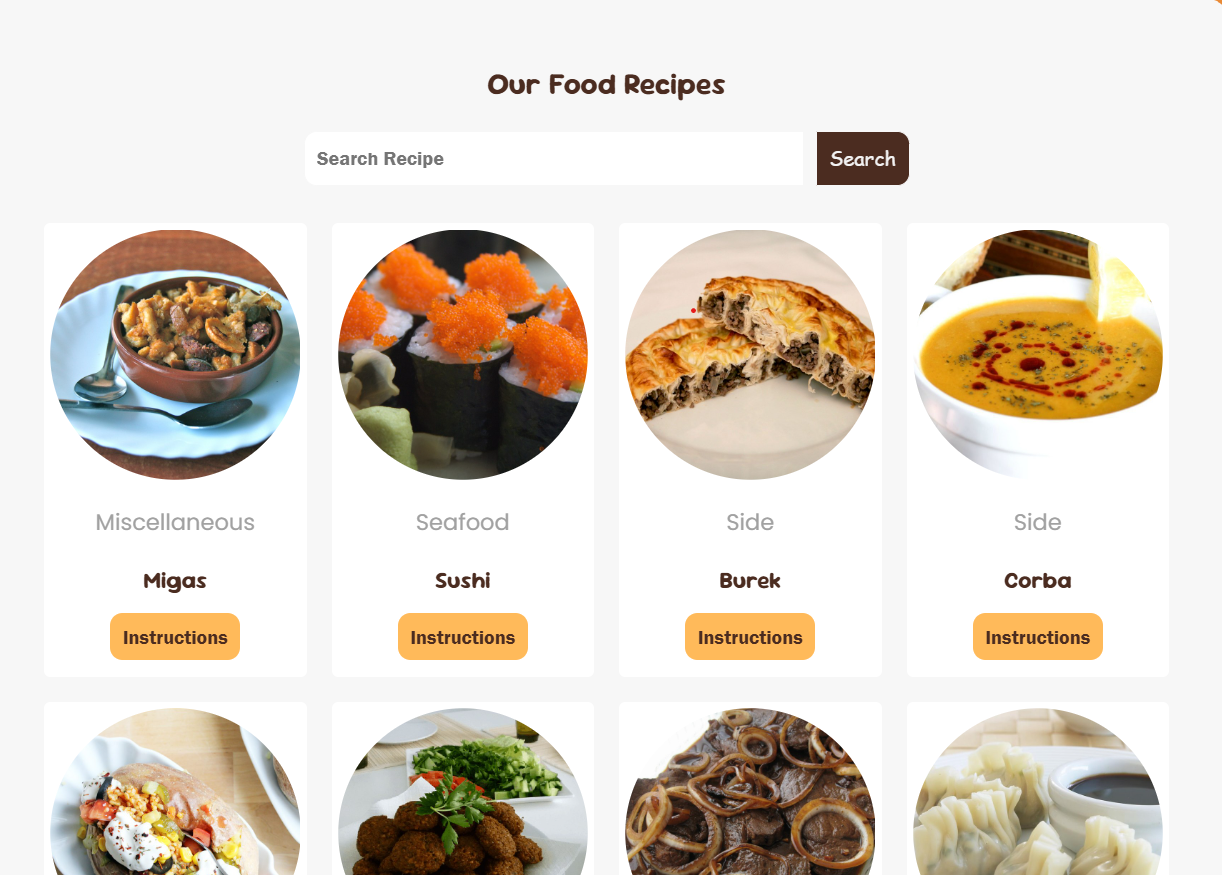 Our Food Recipes
Search Recipe
Search
Miscellaneous
Migas
Instructions
Seafood
Sushi
Instructions
Side
Burek
Instructions
Side
Corba
Instructions